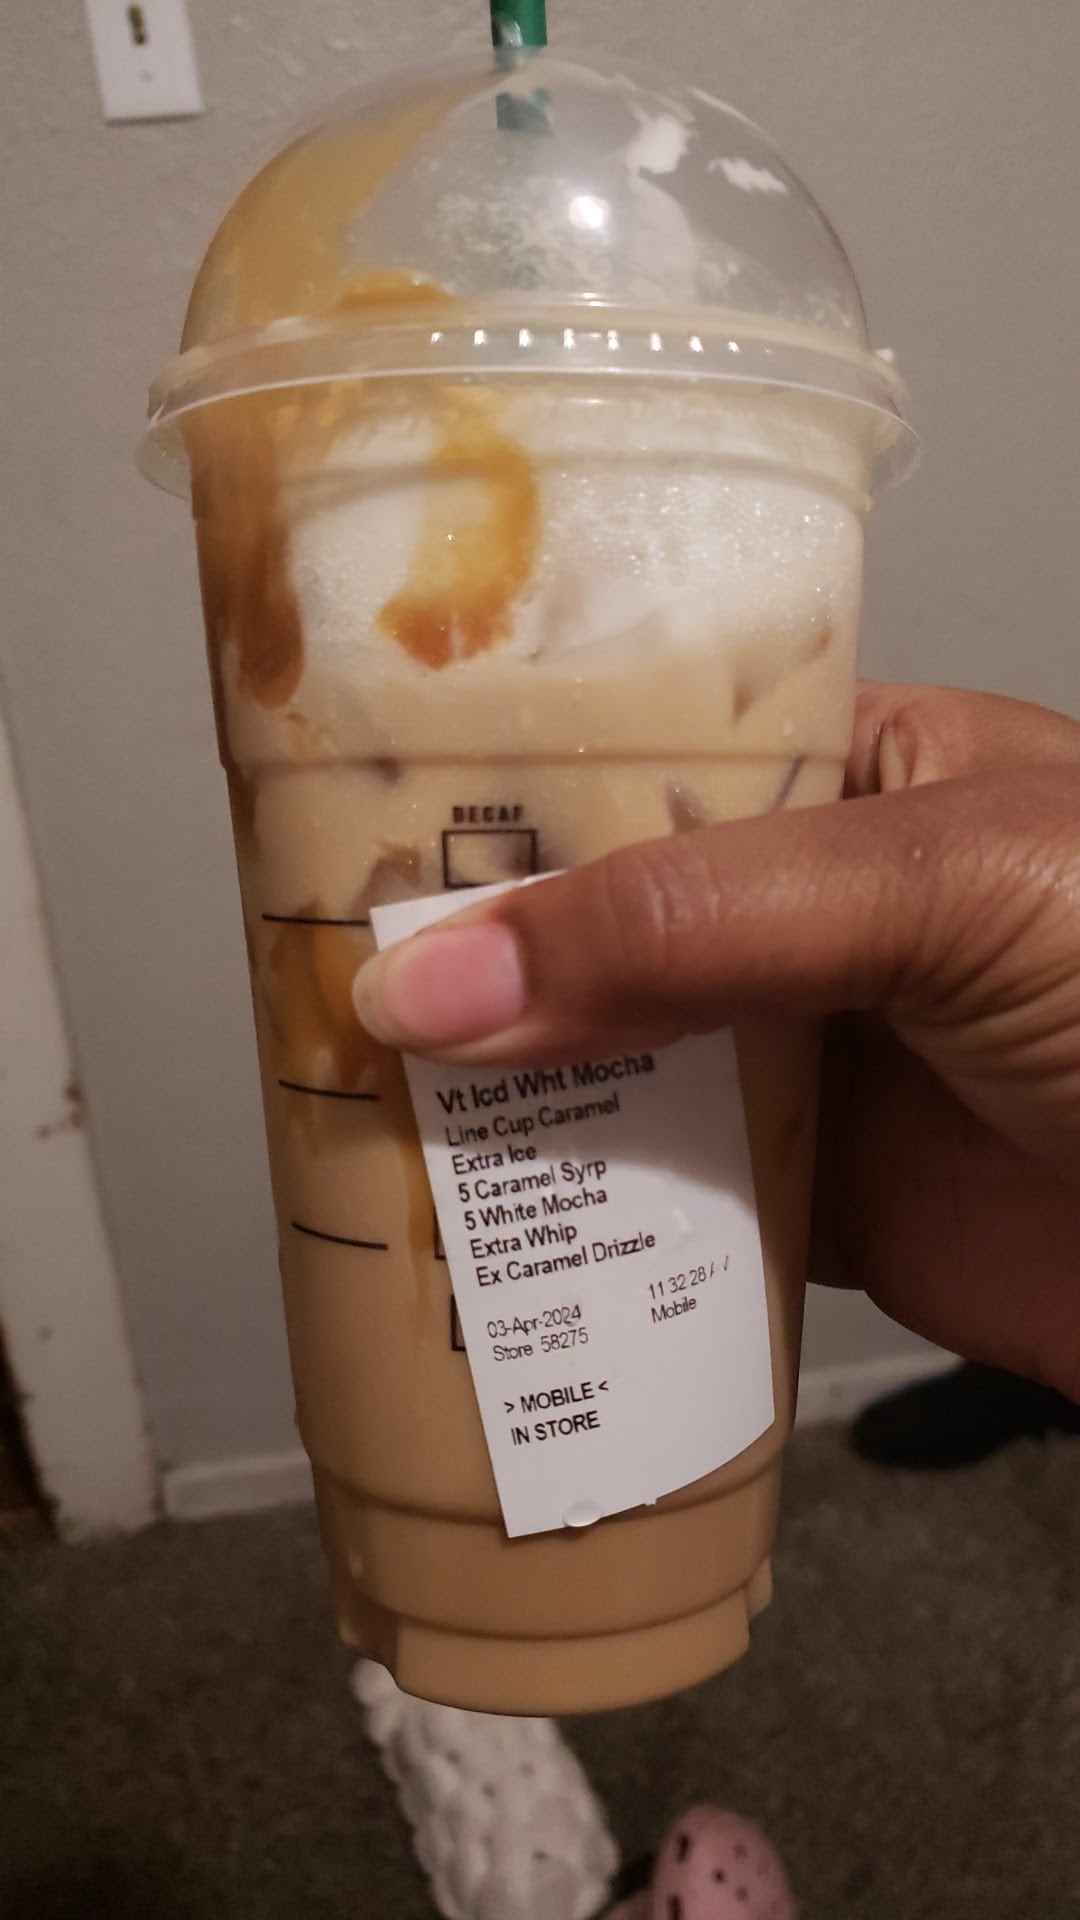 DECAF
Vt Icd Wht Mocha
Line Cup Caramel
Extra Ice
5 Caramel Syrp
5 White Mocha
Extra Whip
Ex Caramel Drizzle
03-Apr-2024 11 32 28
Store 58275 Mobile
> MOBILE <
IN STORE